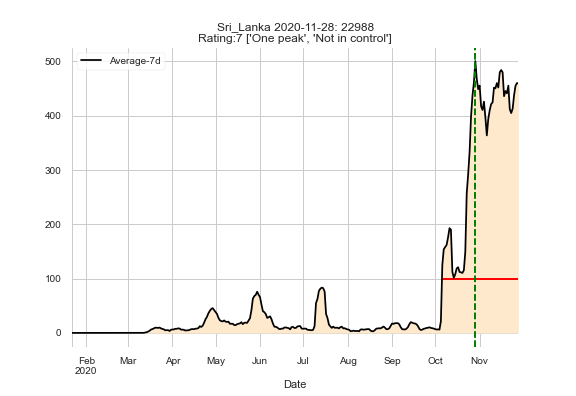 Sri_Lanka 2020-11-28: 22988
Rating:7 ['One peak', 'Not in control']
Average-7d
500
400
300
200
100
0
Feb Mar Apr May Jun Jul Aug Sep Oct Nov
2020
Date